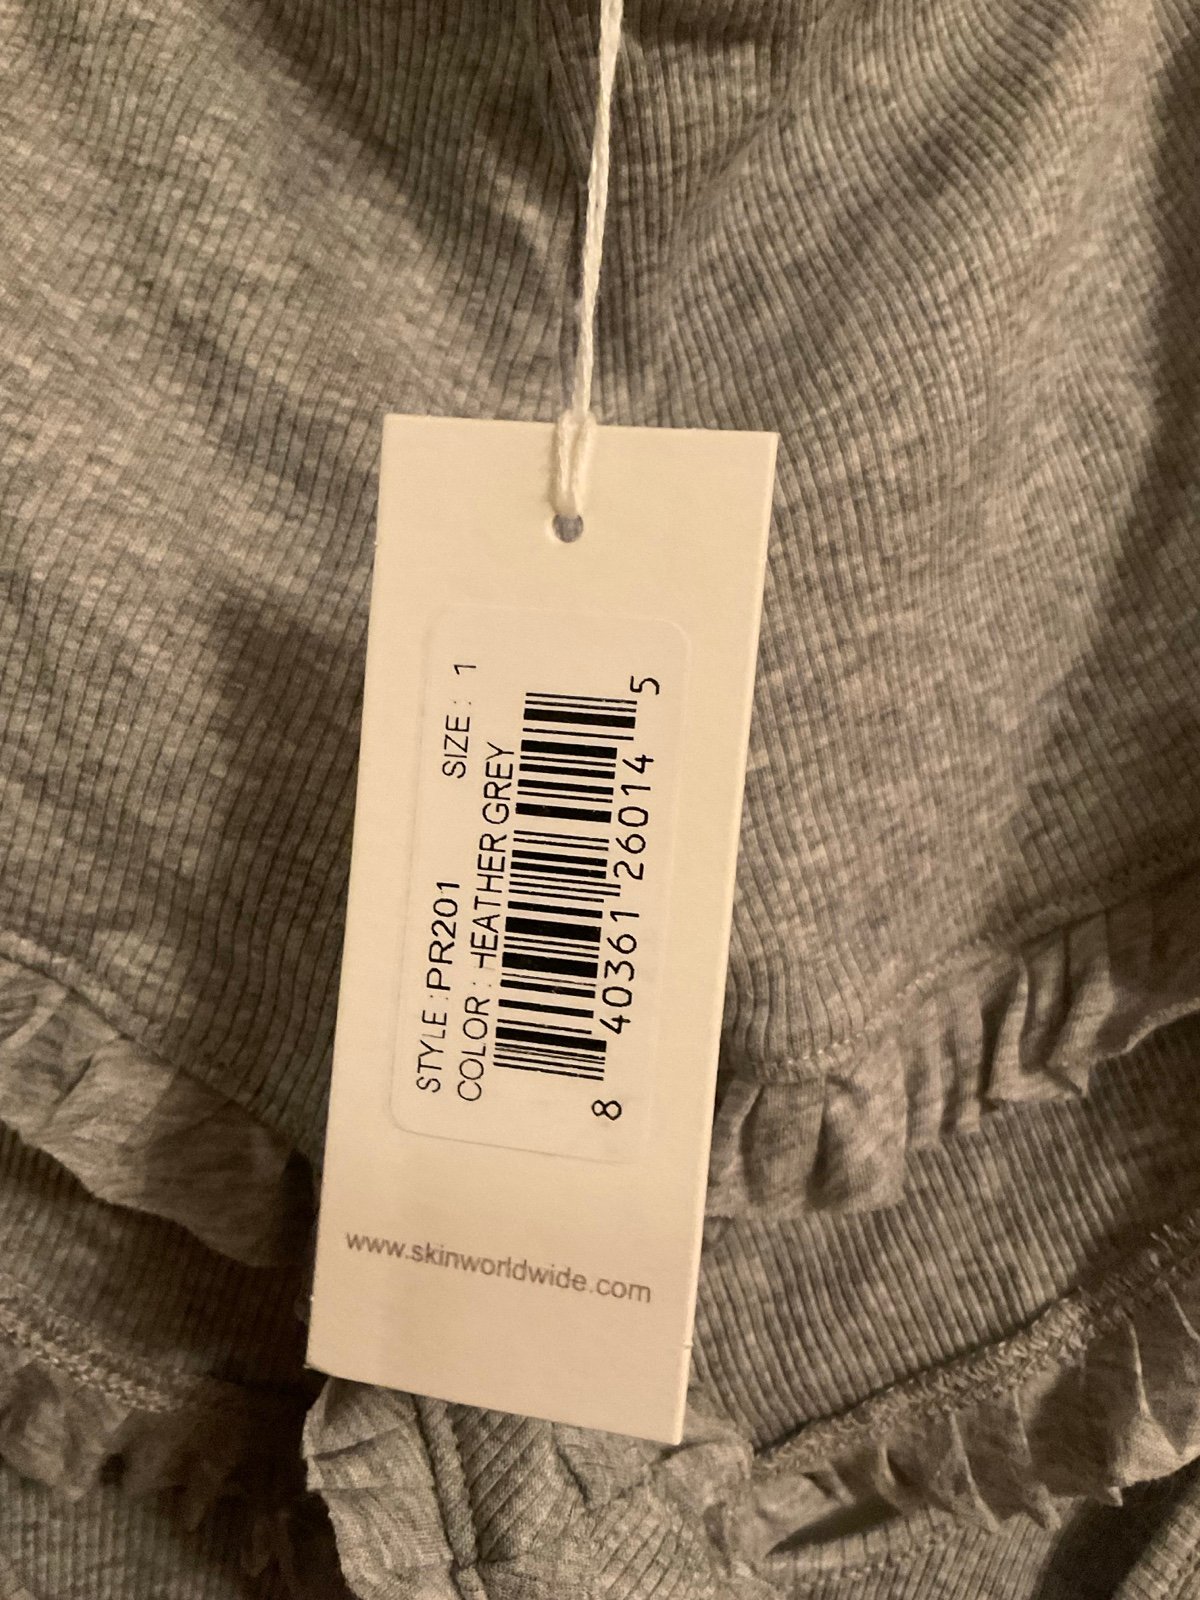 STYLE : PR201 SIZE : 1
COLOR : HEATHER GREY
8 40361 26014 5
www.skinworldwide.com